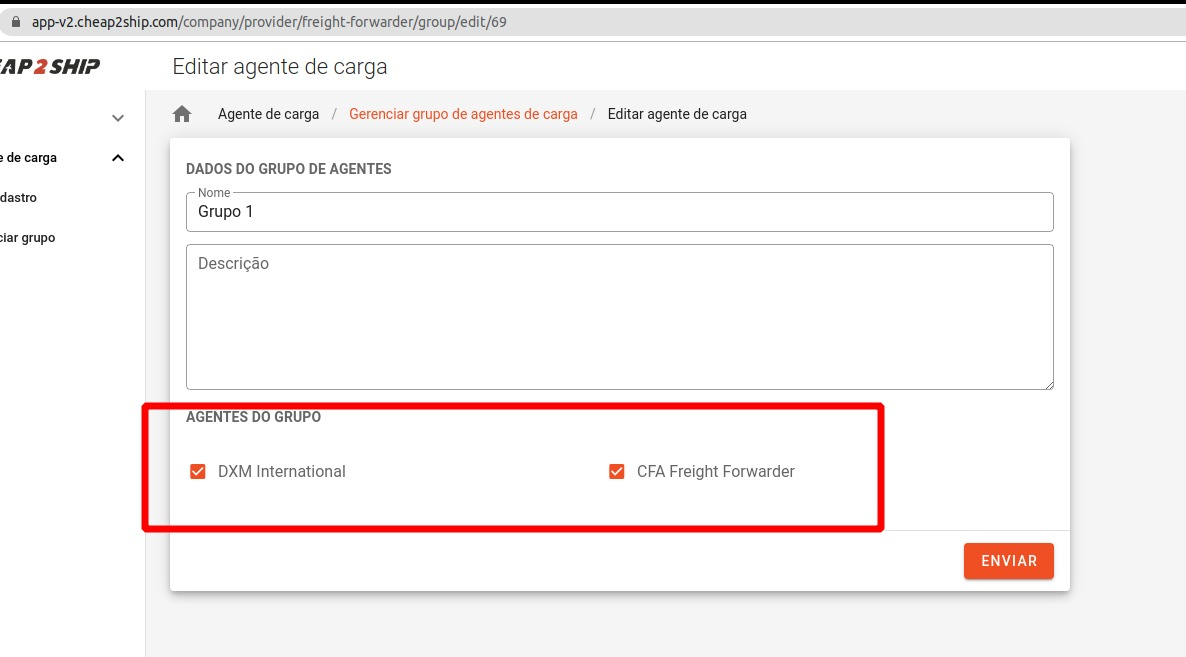 app-v2.cheap2ship.com/company/provider/freight-forwarder/group/edit/69
EAP2SHIP
Editar agente de carga
Agente de carga / Gerenciar grupo de agentes de carga / Editar agente de carga
e de carga
dastro
ciar grupo
DADOS DO GRUPO DE AGENTES
Nome
Grupo 1
Descrição
AGENTES DO GRUPO
DXM International
CFA Freight Forwarder
ENVIAR